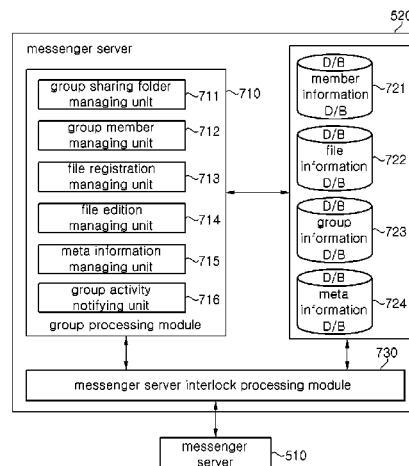 520
messenger server
group sharing folder
managing unit
711
710
group member
managing unit
712
file registration
managing unit
713
file edition
managing unit
714
meta information
managing unit
715
group activity
notifying unit
716
group processing module
D/B
member
information
D/B
721
D/B
file
information
D/B
722
D/B
group
information
D/B
723
D/B
meta
information
D/B
724
730
messenger server interlock processing module
messenger
server
510